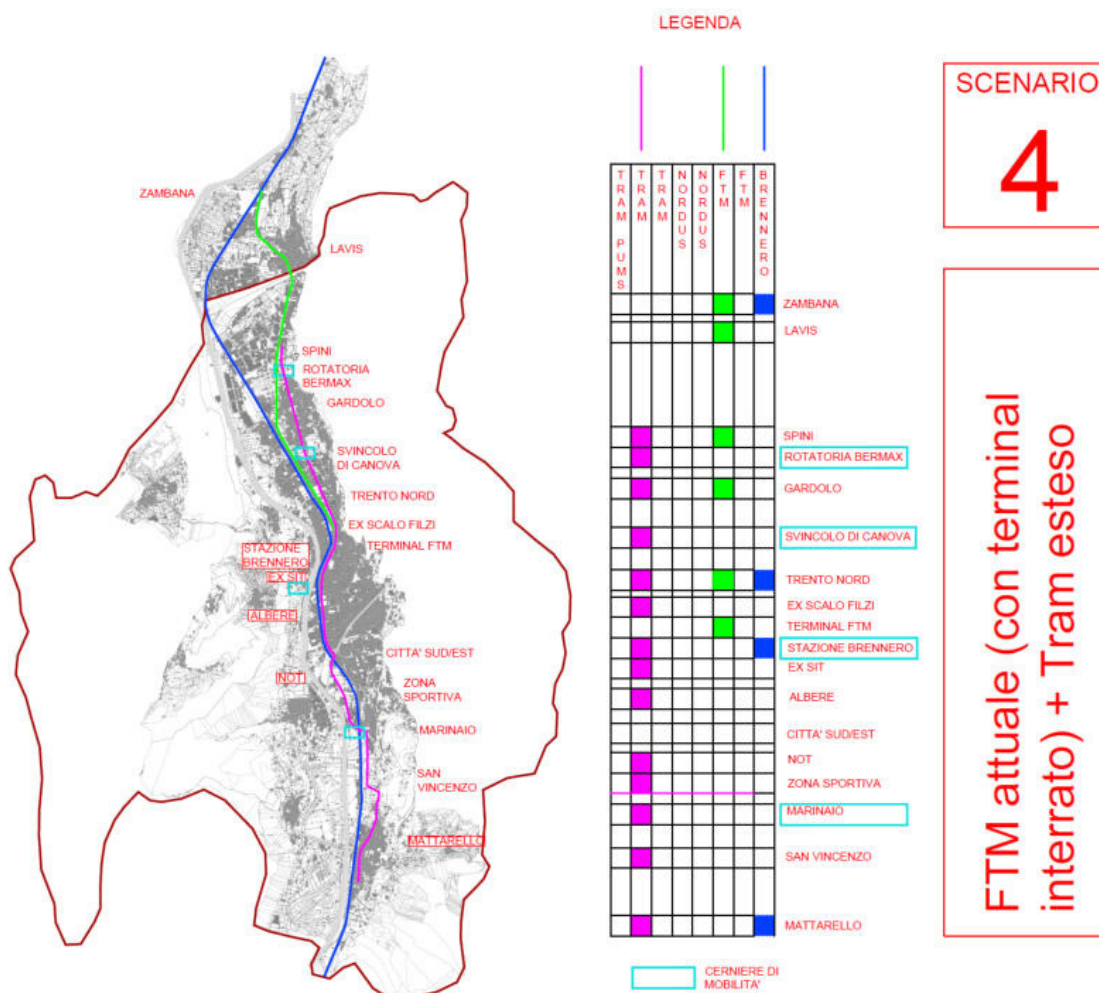 LEGENDA
SCENARIO
4
FTM attuale (con terminal
interrato) + Tram esteso
ZAMBANA
LAVIS
SPINI
ROTATORIA
BERMAX
GARDOLO
SVINCOLO
DI CANOVA
TRENTO NORD
EX SCALO FILZI
TERMINAL FTM
STAZIONE
BRENNERO
EX SIT
ALBERE
CITTA' SUD/EST
NOT
ZONA
SPORTIVA
MARINAIO
SAN
VINCENZO
MATTARELLO
TRAM PUMS
TRAM
TRAM
NORDUS
NORDUS
FTM
FTM
BRENNERO
ZAMBANA
LAVIS
SPINI
ROTATORIA BERMAX
GARDOLO
SVINCOLO DI CANOVA
TRENTO NORD
EX SCALO FILZI
TERMINAL FTM
STAZIONE BRENNERO
EX SIT
ALBERE
CITTA' SUD/EST
NOT
ZONA SPORTIVA
MARINAIO
SAN VINCENZO
MATTARELLO
CERNIERE DI
MOBILITA'